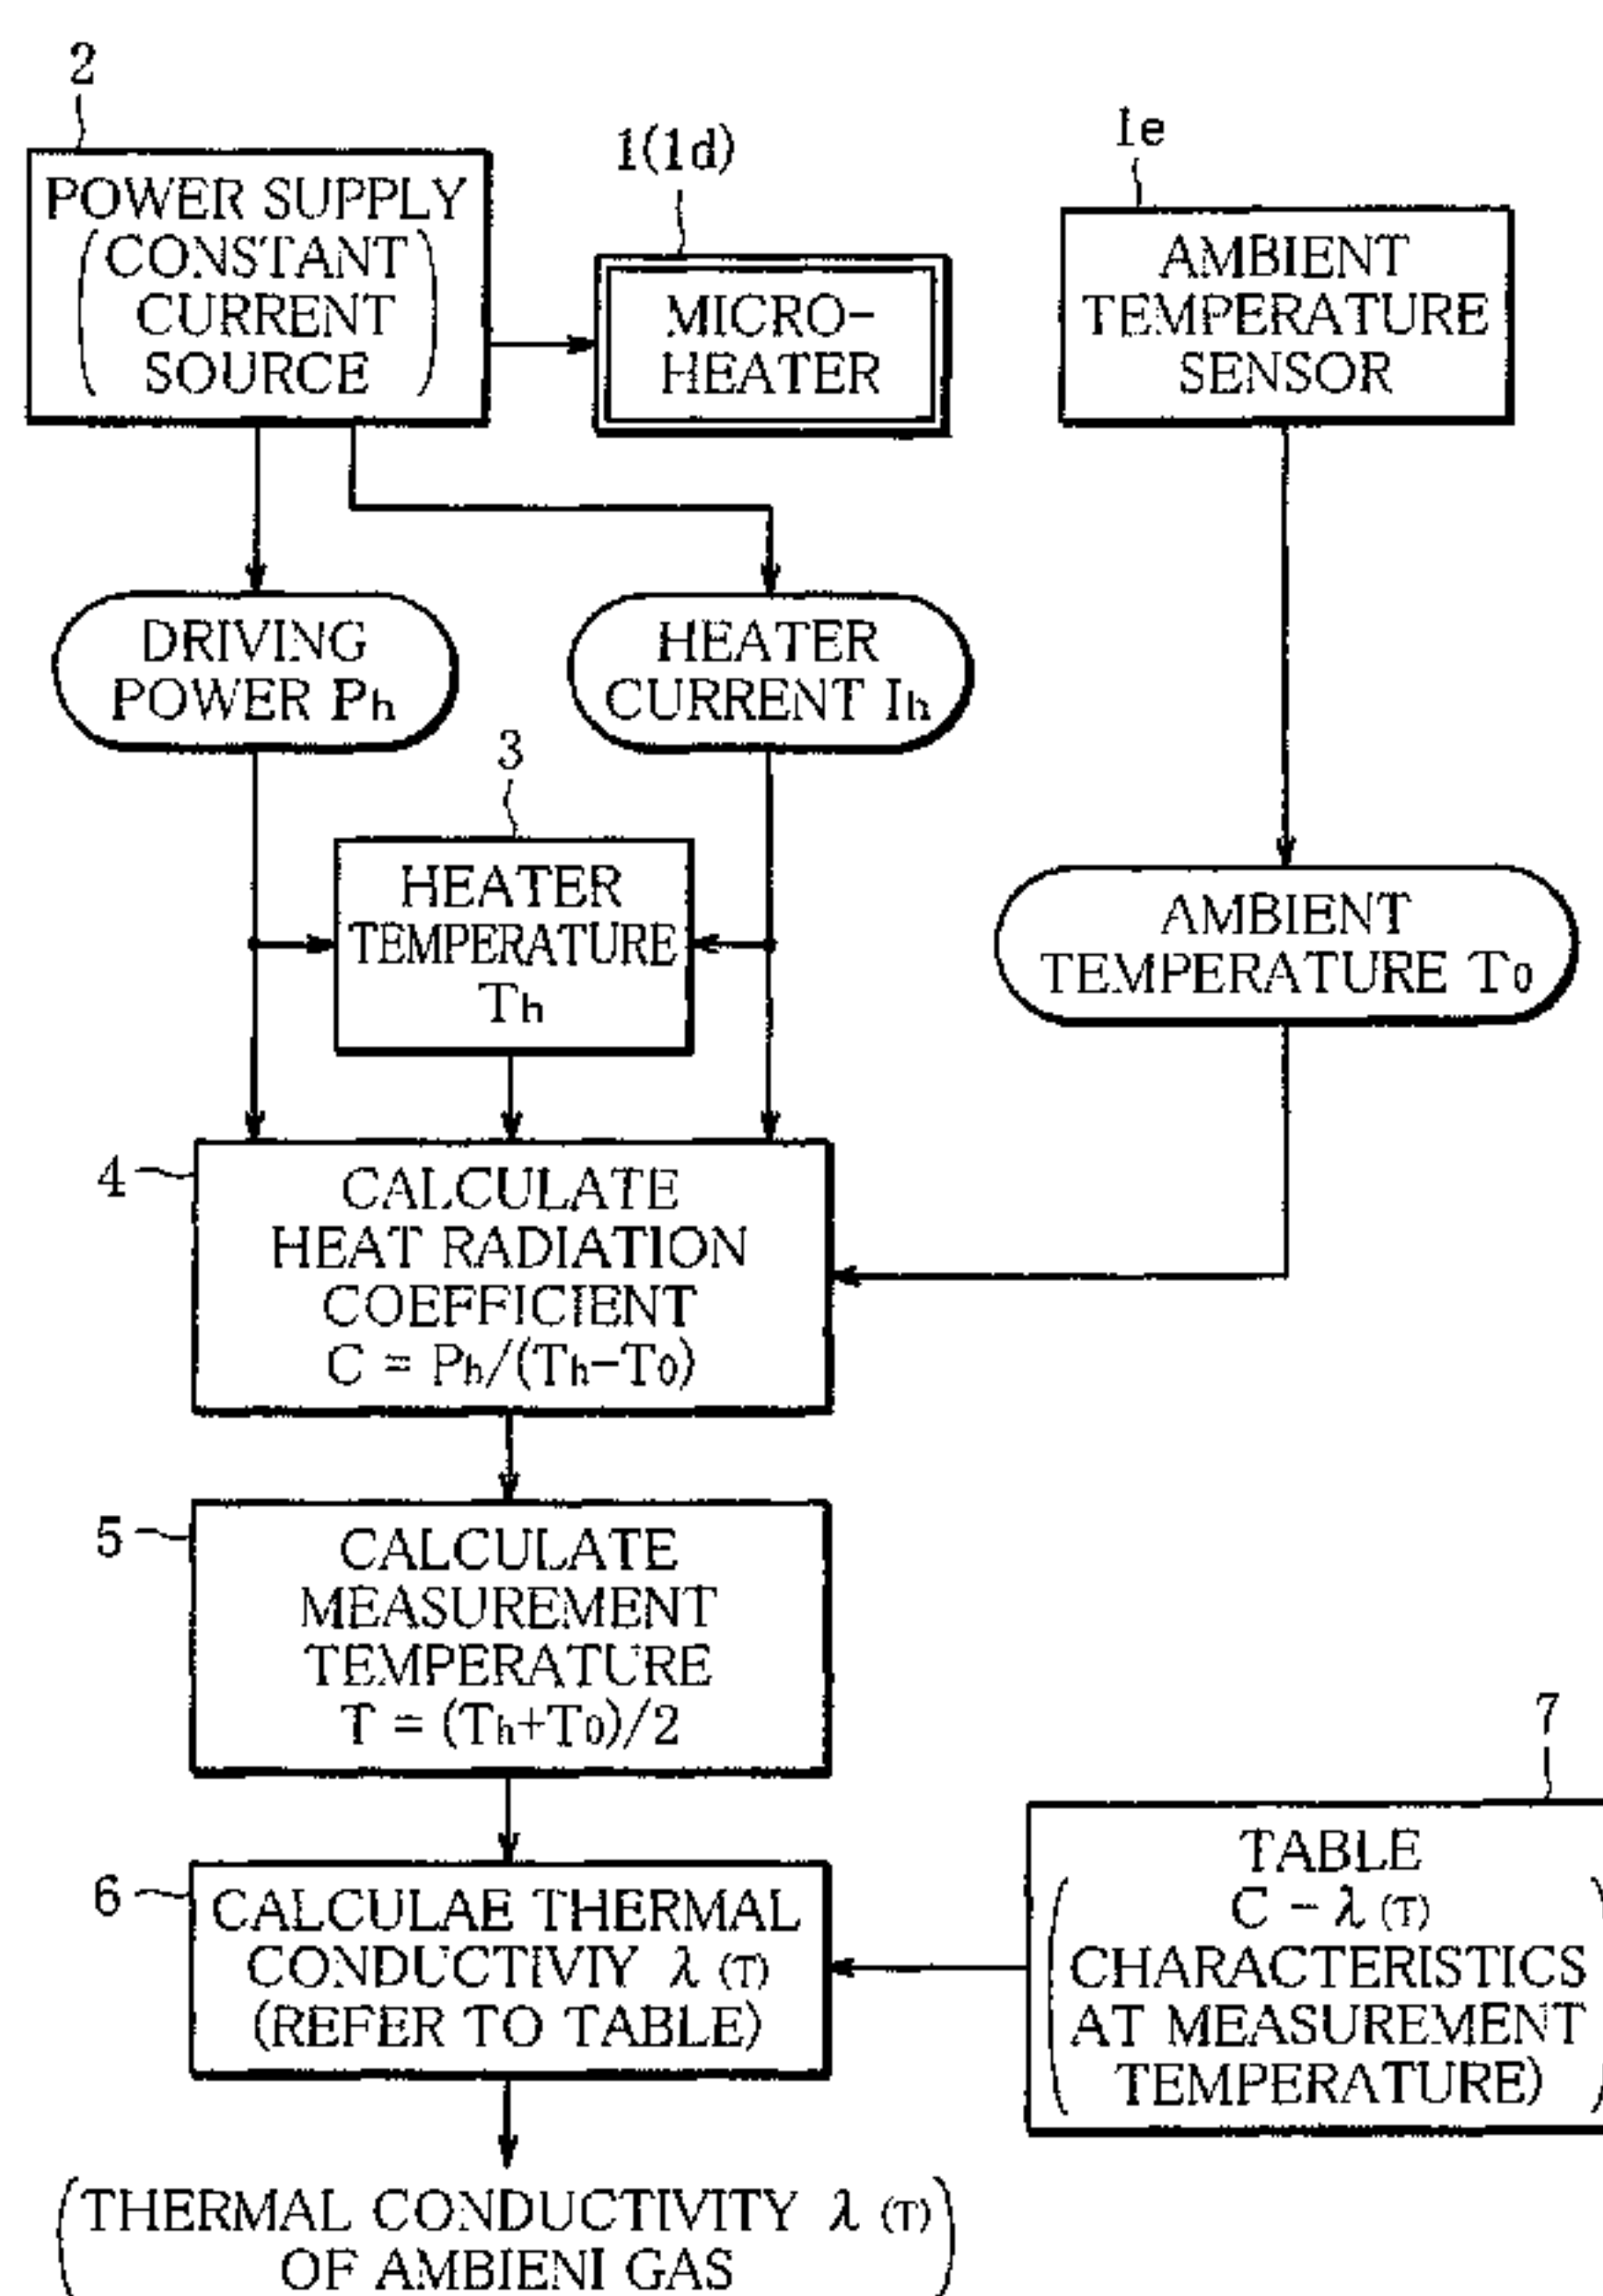 2
POWER SUPPLY
(CONSTANT
CURRENT
SOURCE)
1(1d)
MICRO-
HEATER
1e
AMBIENT
TEMPERATURE
SENSOR
DRIVING
POWER Ph
HEATER
CURRENT Ih
3
HEATER
TEMPERATURE
Th
AMBIENT
TEMPERATURE T0
4
CALCULATE
HEAT RADIATION
COEFFICIENT
C = Ph/(Th-T0)
5
CALCULATE
MEASUREMENT
TEMPERATURE
T = (Th+T0)/2
6
CALCULAE THERMAL
CONDUCTIVIY λ (T)
(REFER TO TABLE)
7
TABLE
(C - λ (T)
CHARACTERISTICS
AT MEASUREMENT
TEMPERATURE))
(THERMAL CONDUCTIVITY λ (T)
OF AMBIENI GAS)